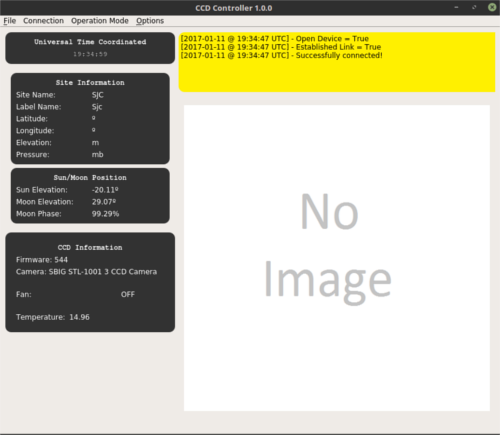 CCD Controller 1.0.0
File Connection Operation Mode Options
Universal Time Coordinated
19:34:59
Site Information
Site Name: SJC
Label Name: Sjc
Latitude: º
Longitude: º
Elevation: m
Pressure: mb
Sun/Moon Position
Sun Elevation: -20.11º
Moon Elevation: 29.07º
Moon Phase: 99.29%
CCD Information
Firmware: 544
Camera: SBIG STL-1001 3 CCD Camera
Fan: OFF
Temperature: 14.96
[2017-01-11 @ 19:34:47 UTC] - Open Device = True
[2017-01-11 @ 19:34:47 UTC] - Established Link = True
[2017-01-11 @ 19:34:47 UTC] - Successfully connected!
No
Image